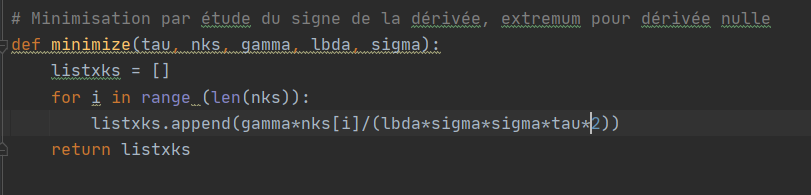 # Minimisation par étude du signe de la dérivée, extremum pour dérivée nulle
def minimize(tau, nks, gamma, lbda, sigma):
    listxks = []
    for i in range (len(nks)):
        listxks.append(gamma*nks[i]/(lbda*sigma*sigma*tau*2))
    return listxks